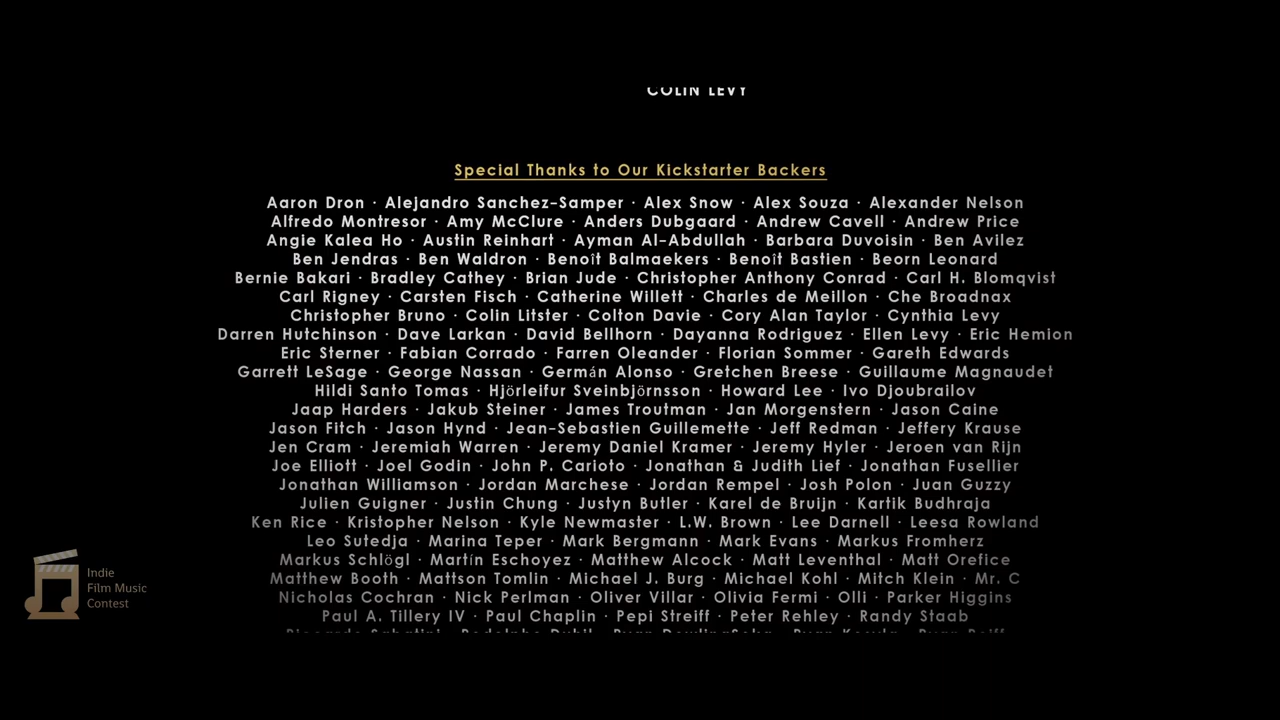 COLIN LEVY
Special Thanks to Our Kickstarter Backers
Aaron Dron · Alejandro Sanchez-Samper · Alex Snow · Alex Souza · Alexander Nelson
Alfredo Montresor · Amy McClure · Anders Dubgaard · Andrew Cavell · Andrew Price
Angie Kalea Ho · Austin Reinhart · Ayman Al-Abdullah · Barbara Duvoisin · Ben Avilez
Ben Jendras · Ben Waldron · Benoît Balmaekers · Benoît Bastien · Beorn Leonard
Bernie Bakari · Bradley Cathey · Brian Jude · Christopher Anthony Conrad · Carl H. Blomqvist
Carl Rigney · Carsten Fisch · Catherine Willett · Charles de Meillon · Che Broadnax
Christopher Bruno · Colin Litster · Colton Davie · Cory Alan Taylor · Cynthia Levy
Darren Hutchinson · Dave Larkan · David Bellhorn · Dayanna Rodriguez · Ellen Levy · Eric Hemion
Eric Sterner · Fabian Corrado · Farren Oleander · Florian Sommer · Gareth Edwards
Garrett LeSage · George Nassan · Germán Alonso · Gretchen Breese · Guillaume Magnaudet
Hildi Santo Tomas · Hjörleifur Sveinbjörnsson · Howard Lee · Ivo Djoubrailov
Jaap Harders · Jakub Steiner · James Troutman · Jan Morgenstern · Jason Caine
Jason Fitch · Jason Hynd · Jean-Sebastien Guillemette · Jeff Redman · Jeffery Krause
Jen Cram · Jeremiah Warren · Jeremy Daniel Kramer · Jeremy Hyler · Jeroen van Rijn
Joe Elliott · Joel Godin · John P. Carioto · Jonathan & Judith Lief · Jonathan Fusellier
Jonathan Williamson · Jordan Marchese · Jordan Rempel · Josh Polon · Juan Guzzy
Julien Guigner · Justin Chung · Justyn Butler · Karel de Bruijn · Kartik Budhraja
Ken Rice · Kristopher Nelson · Kyle Newmaster · L.W. Brown · Lee Darnell · Leesa Rowland
Leo Sutedja · Marina Teper · Mark Bergmann · Mark Evans · Markus Fromherz
Markus Schlögl · Martín Eschoyez · Matthew Alcock · Matt Leventhal · Matt Orefice
Matthew Booth · Mattson Tomlin · Michael J. Burg · Michael Kohl · Mitch Klein · Mr. C
Nicholas Cochran · Nick Perlman · Oliver Villar · Olivia Fermi · Olli · Parker Higgins
Paul A. Tillery IV · Paul Chaplin · Pepi Streiff · Peter Rehley · Randy Staab
Indie
Film Music
Contest